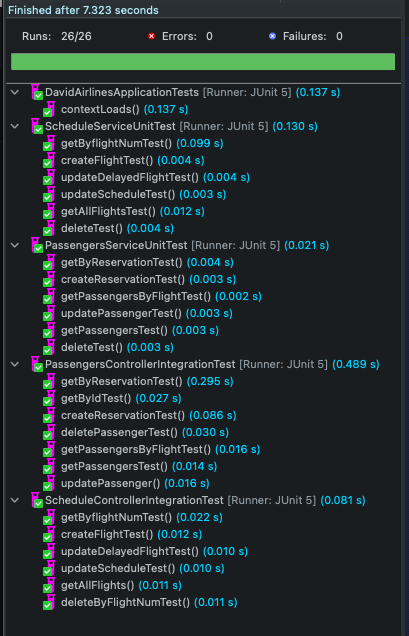 Finished after 7.323 seconds
Runs: 26/26 Errors: 0 Failures: 0
DavidAirlinesApplicationTests [Runner: JUnit 5] (0.137 s)
contextLoads() (0.137 s)
ScheduleServiceUnitTest [Runner: JUnit 5] (0.130 s)
getByflightNumTest() (0.099 s)
createFlightTest() (0.004 s)
updateDelayedFlightTest() (0.004 s)
updateScheduleTest() (0.003 s)
getAllFlightsTest() (0.012 s)
deleteTest() (0.004 s)
PassengersServiceUnitTest [Runner: JUnit 5] (0.021 s)
getByReservationTest() (0.004 s)
createReservationTest() (0.003 s)
getPassengersByFlightTest() (0.002 s)
updatePassengerTest() (0.003 s)
getPassengersTest() (0.003 s)
deleteTest() (0.003 s)
PassengersControllerIntegrationTest [Runner: JUnit 5] (0.489 s)
getByReservationTest() (0.295 s)
getByIdTest() (0.027 s)
createReservationTest() (0.086 s)
deletePassengerTest() (0.030 s)
getPassengersByFlightTest() (0.016 s)
getPassengersTest() (0.014 s)
updatePassenger() (0.016 s)
ScheduleControllerIntegrationTest [Runner: JUnit 5] (0.081 s)
getByflightNumTest() (0.022 s)
createFlightTest() (0.012 s)
updateDelayedFlightTest() (0.010 s)
updateScheduleTest() (0.010 s)
getAllFlights() (0.011 s)
deleteByFlightNumTest() (0.011 s)